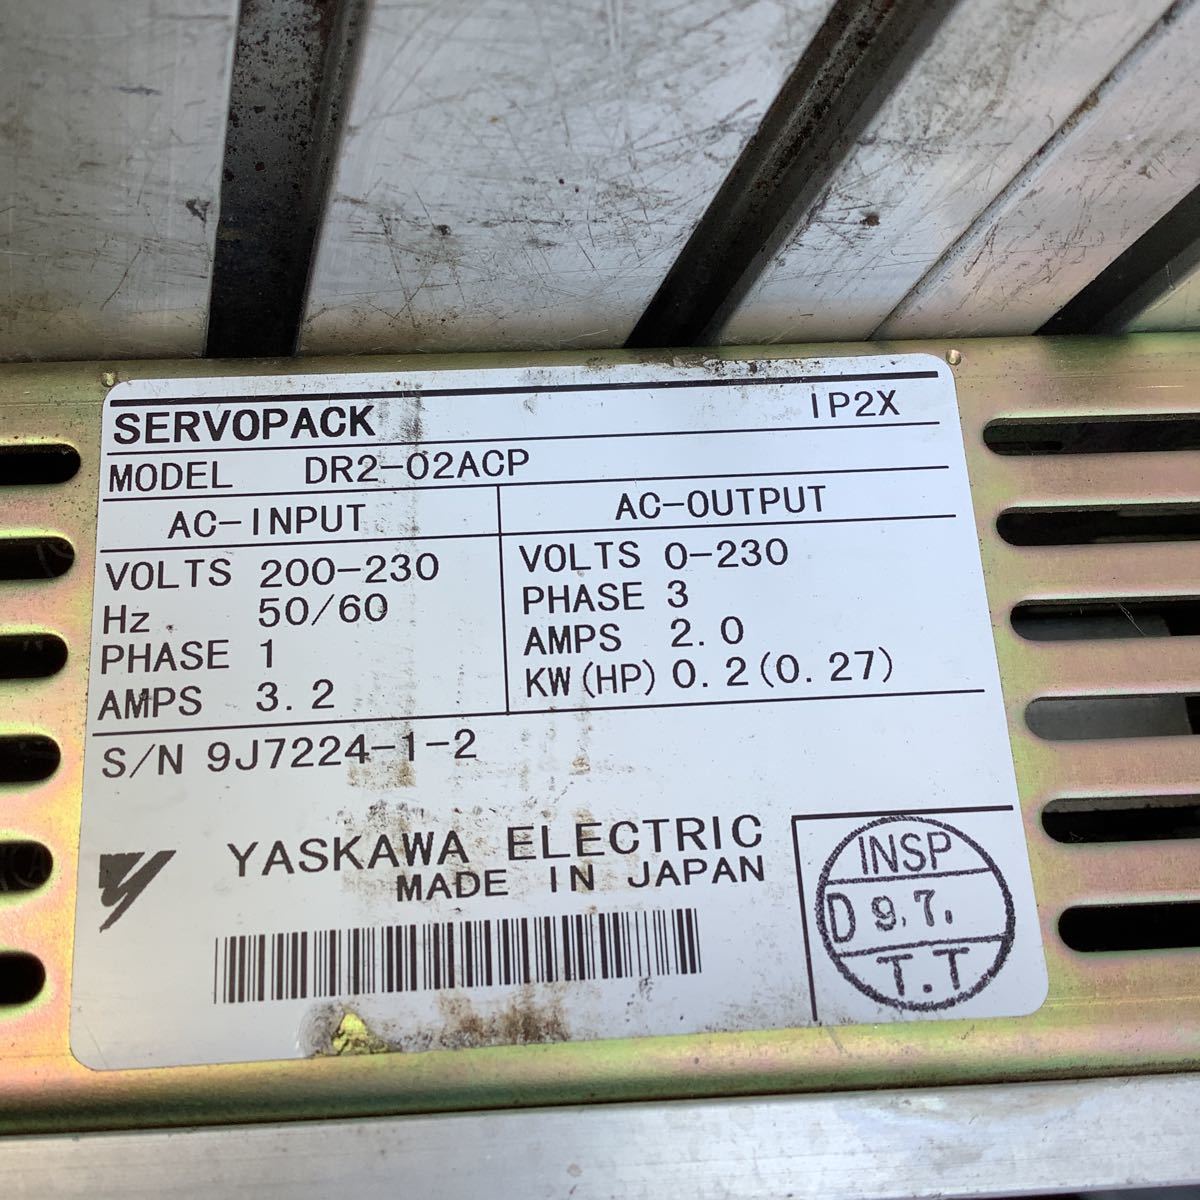 SERVOPACK IP2X
MODEL DR2-02ACP
AC-INPUT AC-OUTPUT
VOLTS 200-230 VOLTS 0-230
Hz 50/60 PHASE 3
PHASE 1 AMPS 2.0
AMPS 3.2 KW(HP) 0.2(0.27)
S/N 9J7224-1-2
YASKAWA ELECTRIC
MADE IN JAPAN
INSP
D 9.7.
T.T